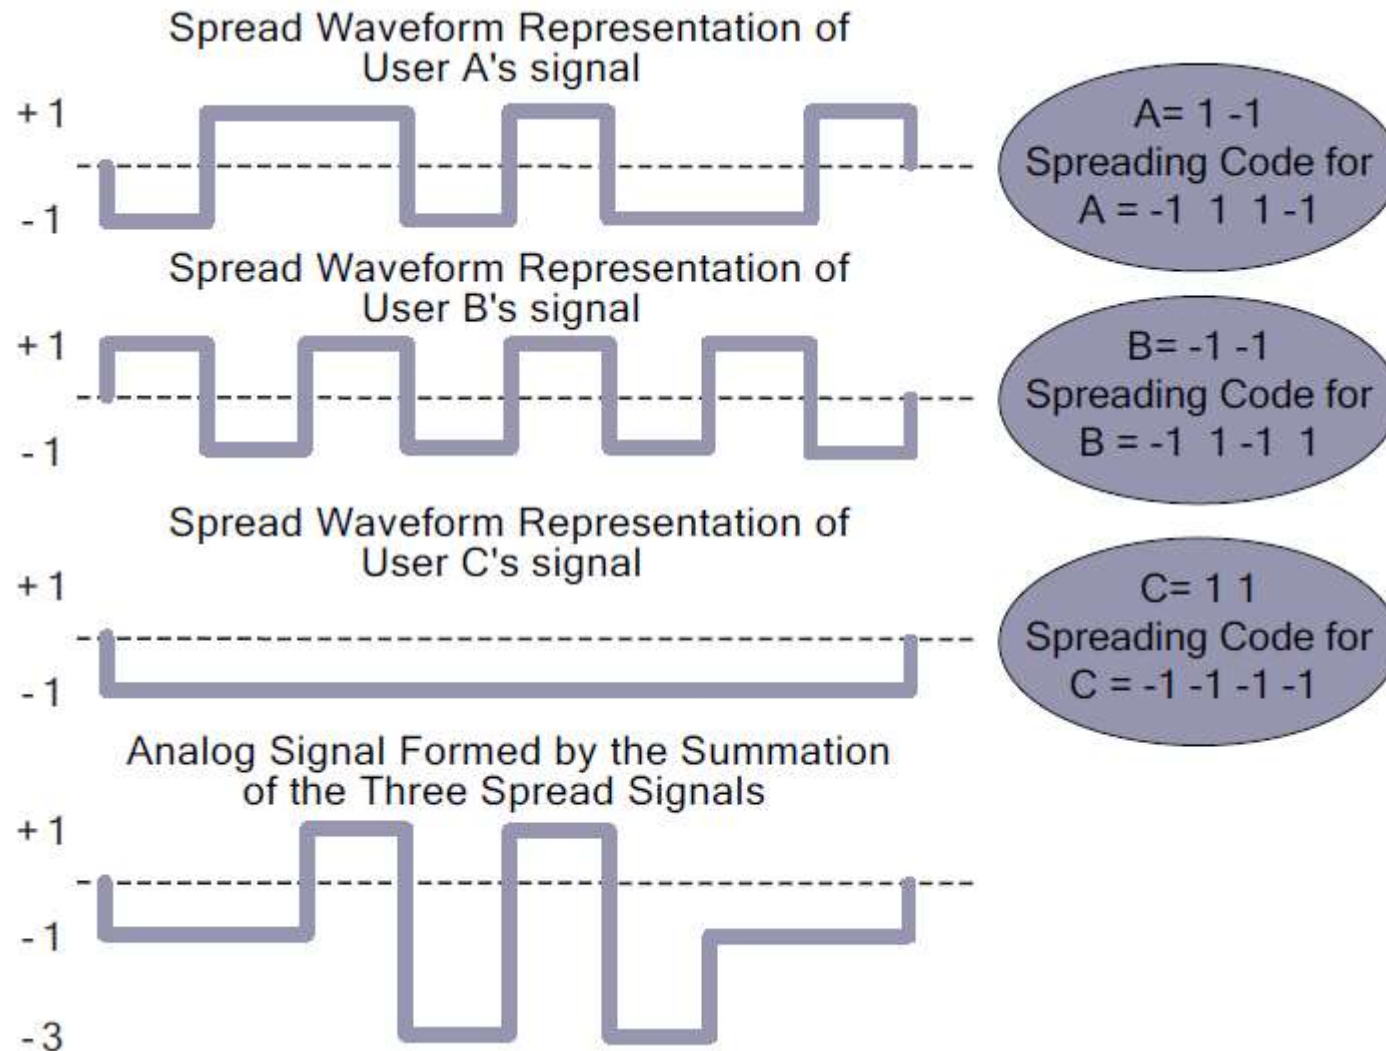 Spread Waveform Representation of
User A's signal
+1
-1
A= 1 -1
Spreading Code for
A = -1 1 1 -1
Spread Waveform Representation of
User B's signal
+1
-1
B= -1 -1
Spreading Code for
B = -1 1 -1 1
Spread Waveform Representation of
User C's signal
+1
-1
C= 1 1
Spreading Code for
C = -1 -1 -1 -1
Analog Signal Formed by the Summation
of the Three Spread Signals
+1
-1
-3